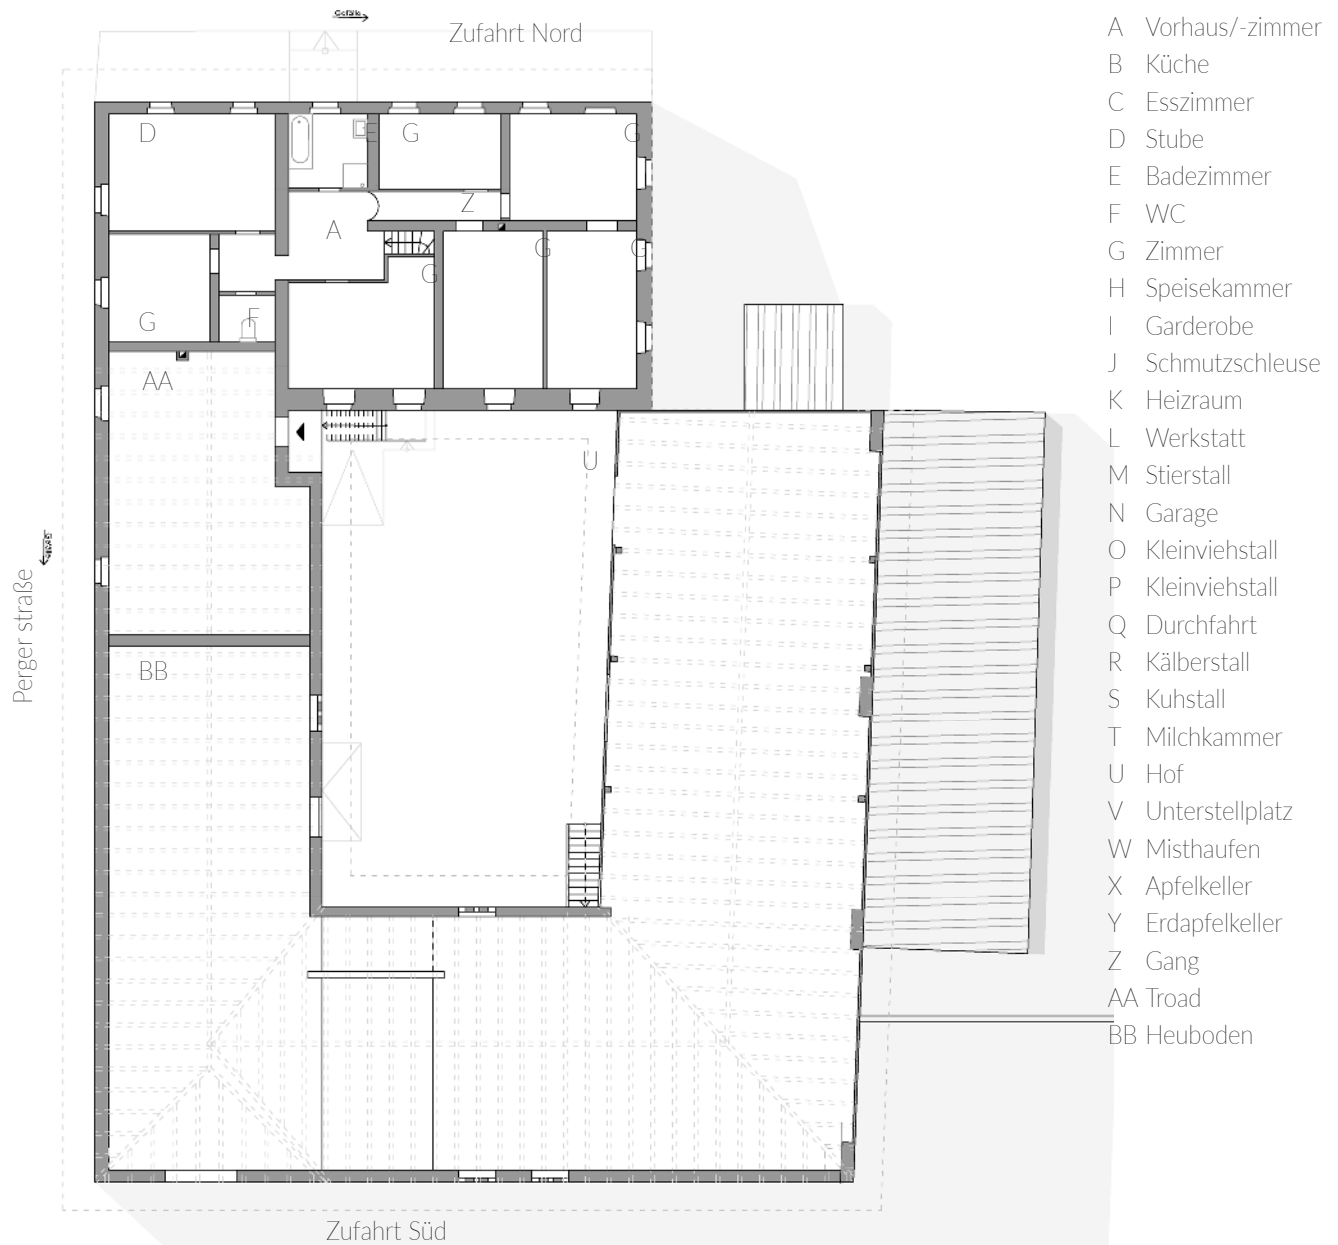 Gefälle
Zufahrt Nord
D
E
G
G
Z
A
G
G
G
G
F
AA
U
Perger straße
BB
Zufahrt Süd
A Vorhaus/-zimmer
B Küche
C Esszimmer
D Stube
E Badezimmer
F WC
G Zimmer
H Speisekammer
I Garderobe
J Schmutzschleuse
K Heizraum
L Werkstatt
M Stierstall
N Garage
O Kleinviehstall
P Kleinviehstall
Q Durchfahrt
R Kälberstall
S Kuhstall
T Milchkammer
U Hof
V Unterstellplatz
W Misthaufen
X Apfelkeller
Y Erdapfelkeller
Z Gang
AA Troad
BB Heuboden